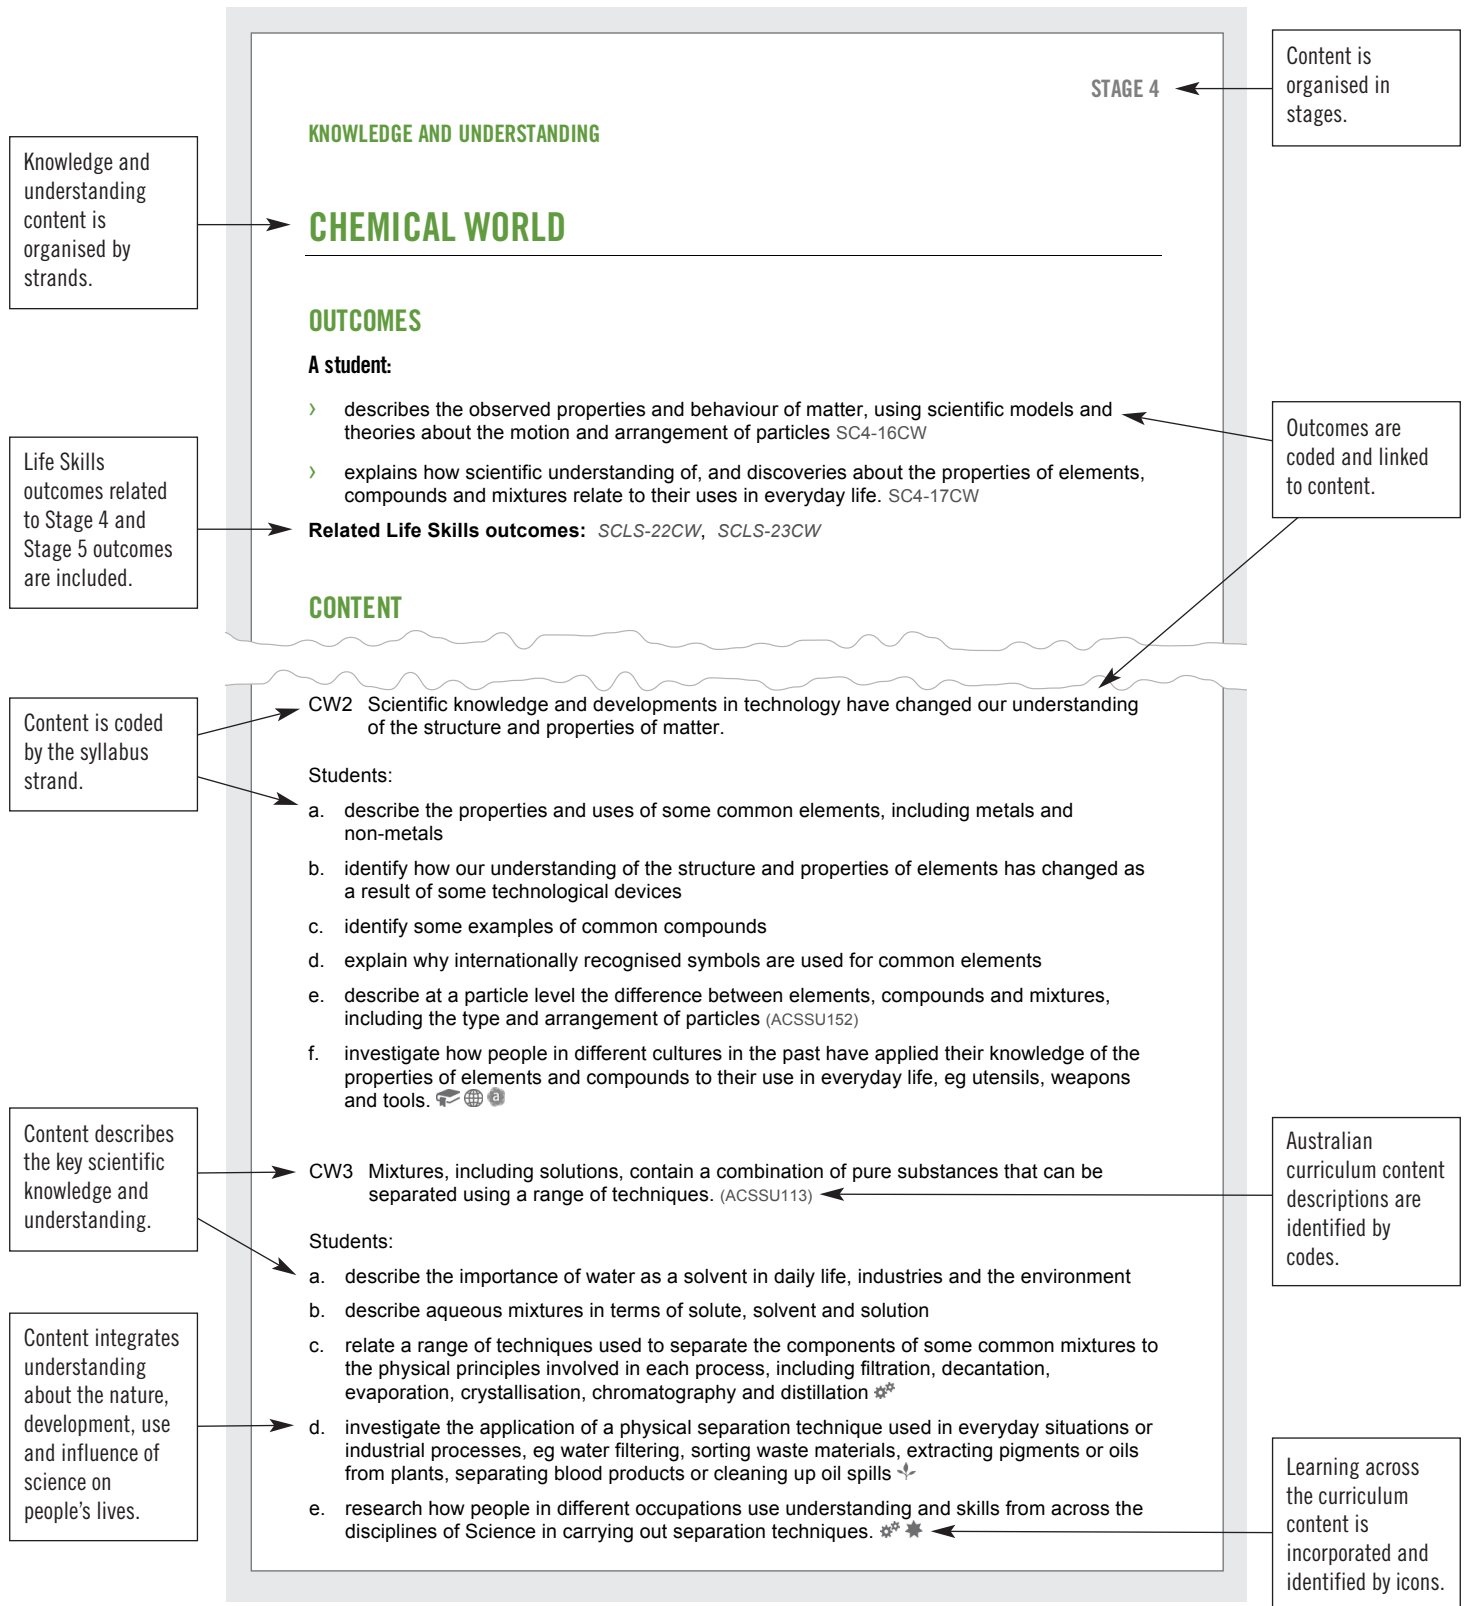 STAGE 4
Content is
organised in
stages.
KNOWLEDGE AND UNDERSTANDING
Knowledge and
understanding
content is
organised by
strands.
CHEMICAL WORLD
OUTCOMES
A student:
› describes the observed properties and behaviour of matter, using scientific models and
theories about the motion and arrangement of particles SC4-16CW
› explains how scientific understanding of, and discoveries about the properties of elements,
compounds and mixtures relate to their uses in everyday life. SC4-17CW
Outcomes are
coded and linked
to content.
Life Skills
outcomes related
to Stage 4 and
Stage 5 outcomes
are included.
Related Life Skills outcomes: SCLS-22CW, SCLS-23CW
CONTENT
Content is coded
by the syllabus
strand.
CW2 Scientific knowledge and developments in technology have changed our understanding
of the structure and properties of matter.
Students:
a. describe the properties and uses of some common elements, including metals and
non-metals
b. identify how our understanding of the structure and properties of elements has changed as
a result of some technological devices
c. identify some examples of common compounds
d. explain why internationally recognised symbols are used for common elements
e. describe at a particle level the difference between elements, compounds and mixtures,
including the type and arrangement of particles (ACSSU152)
f. investigate how people in different cultures in the past have applied their knowledge of the
properties of elements and compounds to their use in everyday life, eg utensils, weapons
and tools.
Content describes
the key scientific
knowledge and
understanding.
CW3 Mixtures, including solutions, contain a combination of pure substances that can be
separated using a range of techniques. (ACSSU113)
Australian
curriculum content
descriptions are
identified by
codes.
Students:
a. describe the importance of water as a solvent in daily life, industries and the environment
b. describe aqueous mixtures in terms of solute, solvent and solution
c. relate a range of techniques used to separate the components of some common mixtures to
the physical principles involved in each process, including filtration, decantation,
evaporation, crystallisation, chromatography and distillation
Content integrates
understanding
about the nature,
development, use
and influence of
science on
people's lives.
d. investigate the application of a physical separation technique used in everyday situations or
industrial processes, eg water filtering, sorting waste materials, extracting pigments or oils
from plants, separating blood products or cleaning up oil spills
e. research how people in different occupations use understanding and skills from across the
disciplines of Science in carrying out separation techniques.
Learning across
the curriculum
content is
incorporated and
identified by icons.